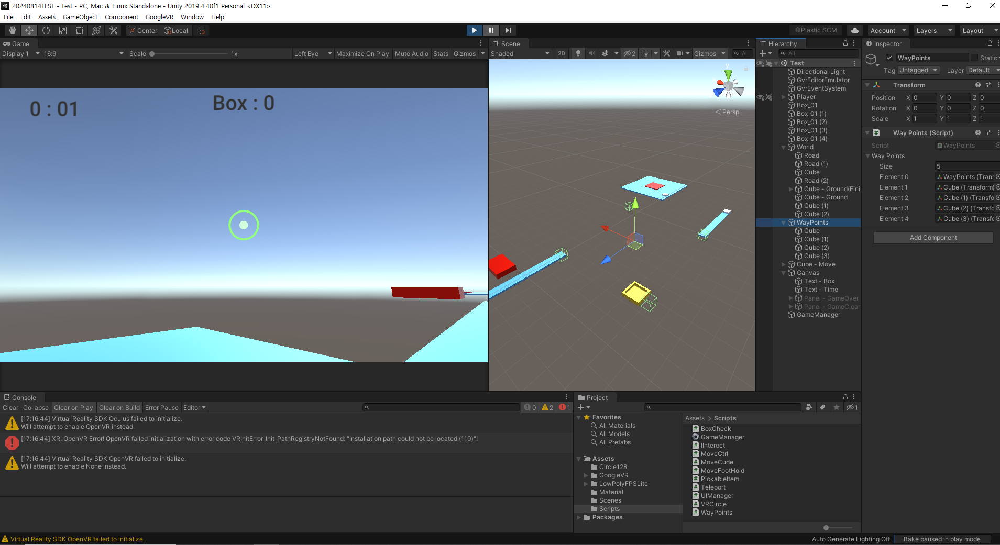 20240814TEST - Test - PC, Mac & Linux Standalone - Unity 2019.4.40f1 Personal <DX11>
File Edit Assets GameObject Component GoogleVR Window Help
Center Local Plastic SCM Account Layers Layout
Game
Display 1 16:9 Scale 1x Left Eye Maximize On Play Mute Audio Stats Gizmos
0 : 01
Box : 0
Scene
Shaded 2D 2 Gizmos A
y
Persp
Hierarchy
All
Test
Directional Light
GvrEditorEmulator
GvrEventSystem
Player
Box_01
Box_01 (1)
Box_01 (2)
Box_01 (3)
Box_01 (4)
World
Road
Road (1)
Cube
Road (2)
Cube - Ground(Fini
Cube - Ground
Cube (1)
Cube (2)
WayPoints
Cube
Cube (1)
Cube (2)
Cube (3)
Cube - Move
Canvas
Text - Box
Text - Time
Panel - GameOver
Panel - GameClear
GameManager
Inspector
WayPoints Static
Tag Untagged Layer Default
Transform
Position X 0 Y 0 Z 0
Rotation X 0 Y 0 Z 0
Scale X 1 Y 1 Z 1
Way Points (Script)
Script WayPoints
Way Points
Size 5
Element 0 WayPoints (Trans
Element 1 Cube (Transform)
Element 2 Cube (1) (Transfo
Element 3 Cube (2) (Transfc
Element 4 Cube (3) (Transfc
Add Component
Console
Clear Collapse Clear on Play Clear on Build Error Pause Editor 0 2 1
[17:16:44] Virtual Reality SDK Oculus failed to initialize.
Will attempt to enable OpenVR instead.
[17:16:44] XR: OpenVR Error! OpenVR failed initialization with error code VRInitError_Init_PathRegistryNotFound: "Installation path could not be located (110)"!
[17:16:44] Virtual Reality SDK OpenVR failed to initialize.
Will attempt to enable None instead.
Project
1
Favorites
All Materials
All Models
All Prefabs
Assets
Circle128
GoogleVR
LowPolyFPSLite
Material
Scenes
Scripts
Packages
Assets > Scripts
BoxCheck
GameManager
IInterect
MoveCtrl
MoveCude
MoveFootHold
PickableItem
Teleport
UIManager
VRCircle
WayPoints
Virtual Reality SDK OpenVR failed to initialize.
Auto Generate Lighting Off Bake paused in play mode